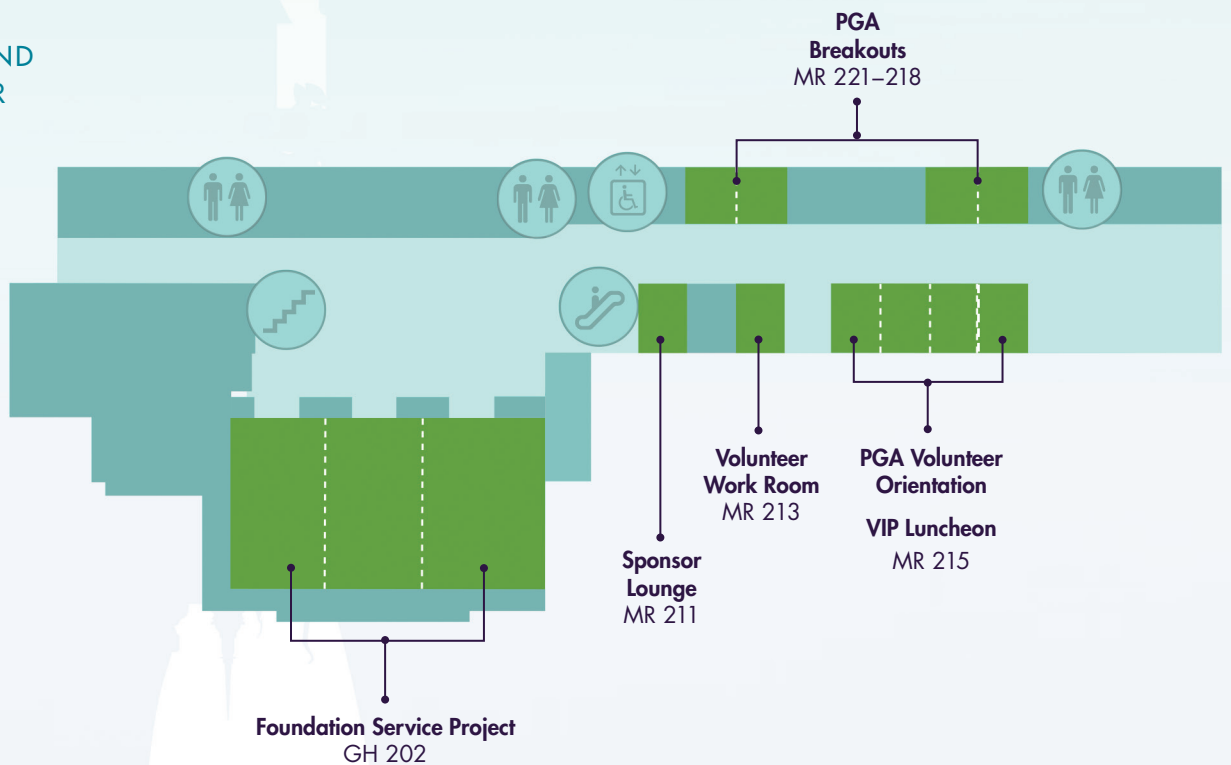 ND
R
PGA
Breakouts
MR 221–218
Volunteer
Work Room
MR 213
PGA Volunteer
Orientation
VIP Luncheon
MR 215
Sponsor
Lounge
MR 211
Foundation Service Project
GH 202